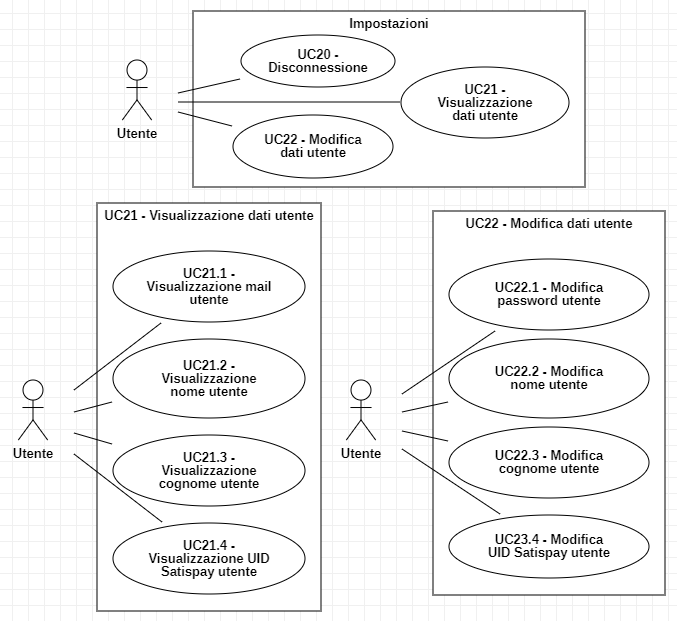 Impostazioni
UC20 -
Disconnessione
UC21 -
Visualizzazione
dati utente
Utente
UC22 - Modifica
dati utente
UC21 - Visualizzazione dati utente
UC21.1 -
Visualizzazione mail
utente
UC21.2 -
Visualizzazione
nome utente
Utente
UC21.3 -
Visualizzazione
cognome utente
UC21.4 -
Visualizzazione UID
Satispay utente
UC22 - Modifica dati utente
UC22.1 - Modifica
password utente
UC22.2 - Modifica
nome utente
Utente
UC22.3 - Modifica
cognome utente
UC23.4 - Modifica
UID Satispay utente